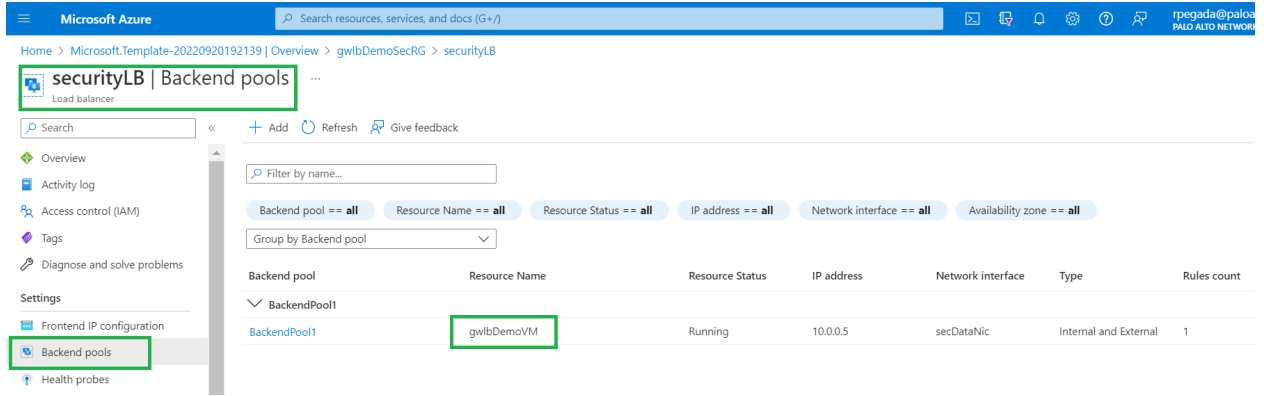 Microsoft Azure
Search resources, services, and docs (G+/)
rpegada@paloa
PALO ALTO NETWOR
Home > Microsoft.Template-20220920192139 | Overview > gwlbDemoSecRG > securityLB
securityLB | Backend pools ...
Load balancer
Search
«
+ Add Refresh Give feedback
Overview
Activity log
Access control (IAM)
Tags
Diagnose and solve problems
Settings
Frontend IP configuration
Backend pools
Health probes
Filter by name...
Backend pool == all Resource Name == all Resource Status == all IP address == all Network interface == all Availability zone == all
Group by Backend pool
Backend pool Resource Name Resource Status IP address Network interface Type Rules count
BackendPool1
BackendPool1 gwlbDemoVM Running 10.0.0.5 secDataNic Internal and External 1